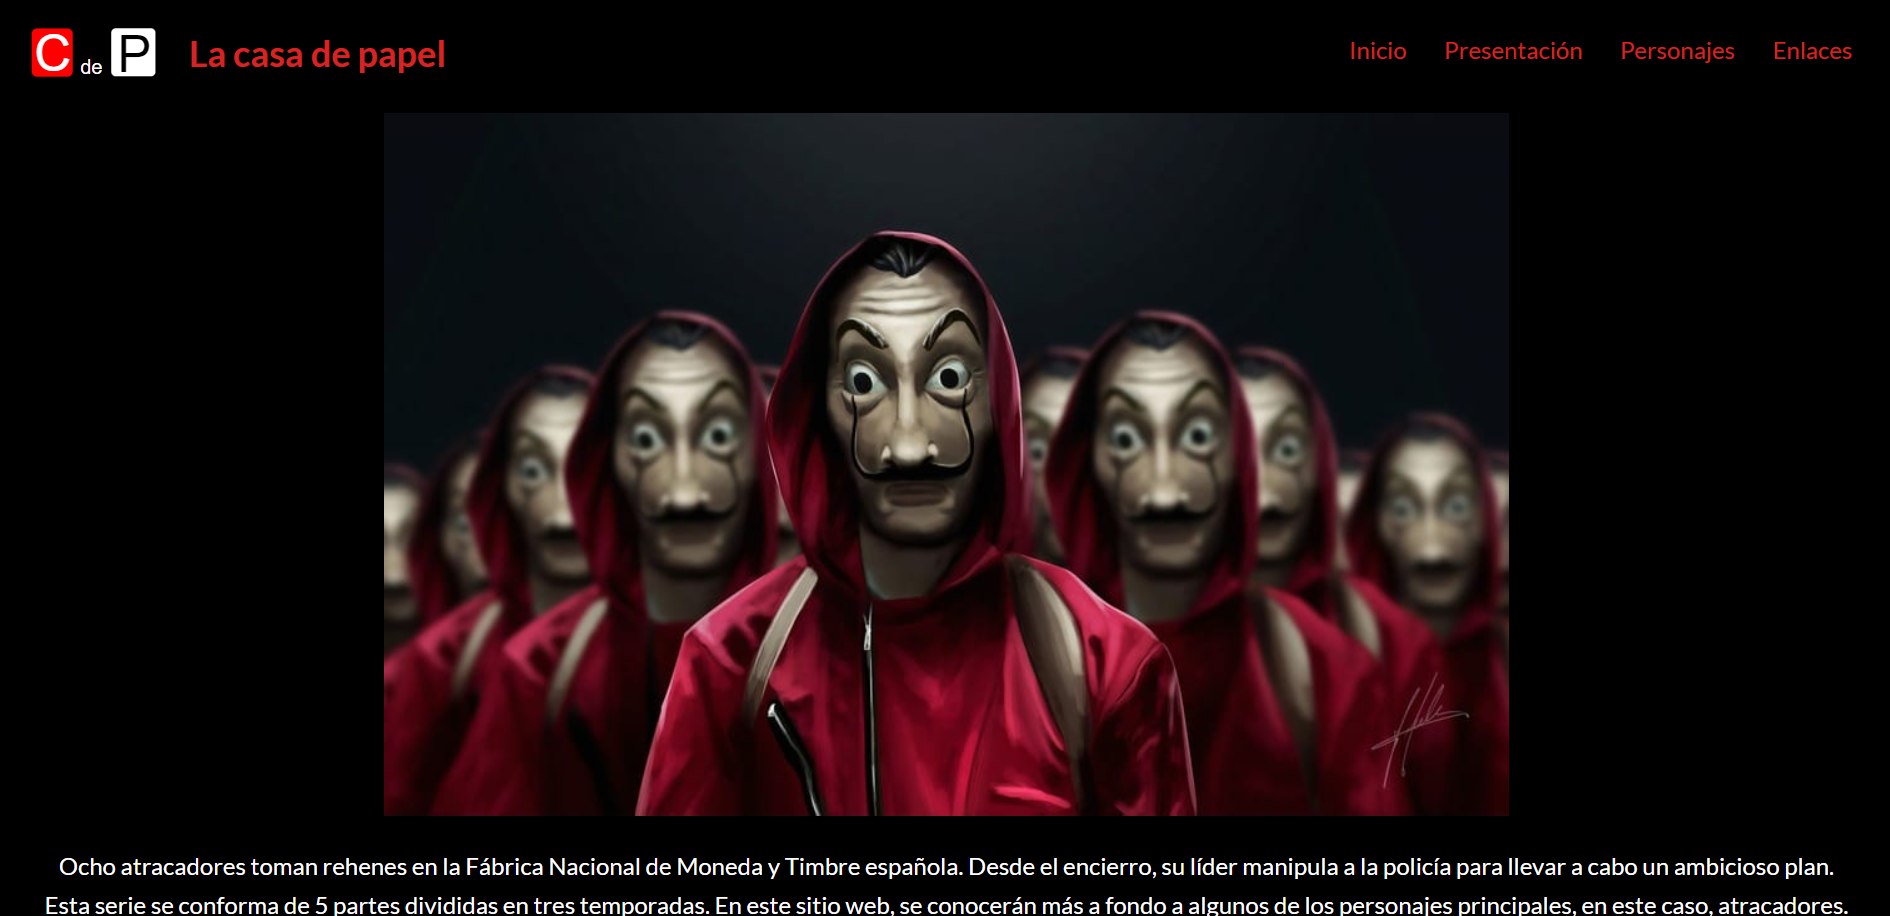 C de P La casa de papel Inicio Presentación Personajes Enlaces
Ocho atracadores toman rehenes en la Fábrica Nacional de Moneda y Timbre española. Desde el encierro, su líder manipula a la policía para llevar a cabo un ambicioso plan.
Esta serie se conforma de 5 partes divididas en tres temporadas. En este sitio web, se conocerán más a fondo a algunos de los personajes principales, en este caso, atracadores.